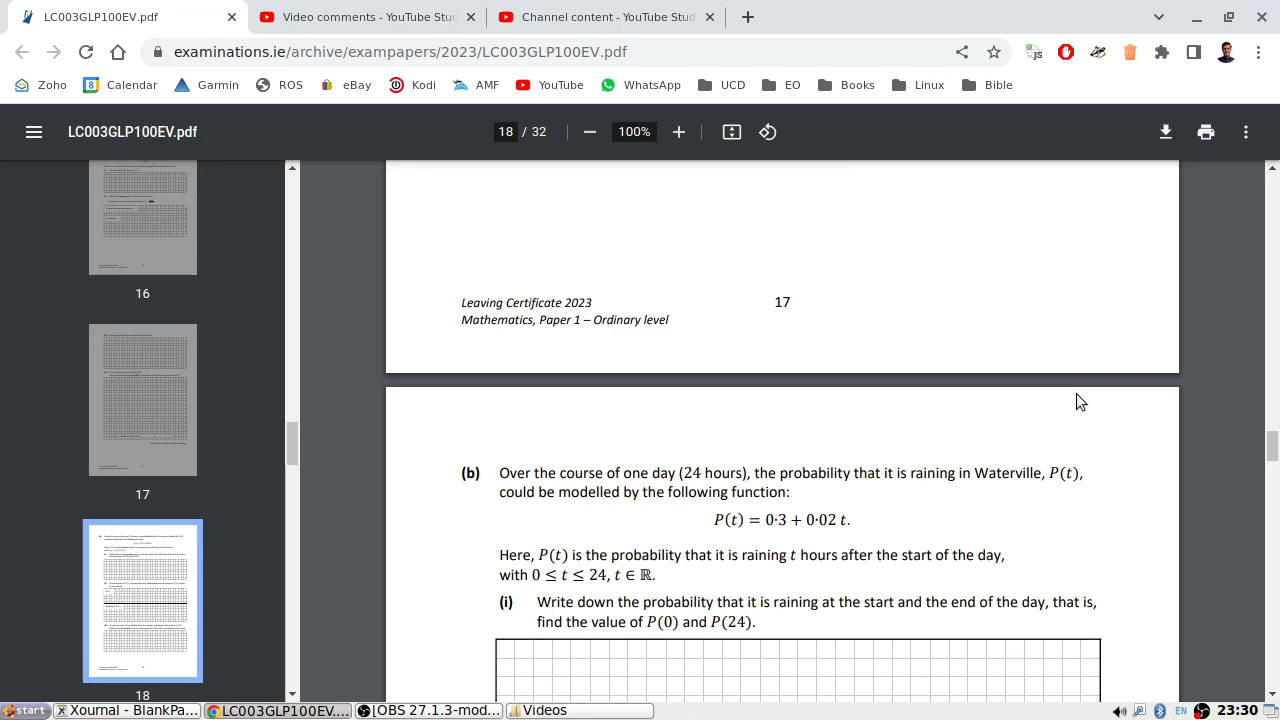 LC003GLP100EV.pdf
Video comments - YouTube Stud
Channel content - YouTube Stud
examinations.ie/archive/exampapers/2023/LC003GLP100EV.pdf
Zoho Calendar Garmin ROS eBay Kodi AMF YouTube WhatsApp UCD EO Books Linux Bible
LC003GLP100EV.pdf
18 / 32
100%
16
17
18
Leaving Certificate 2023
17
Mathematics, Paper 1 – Ordinary level
(b) Over the course of one day (24 hours), the probability that it is raining in Waterville, P(t),
could be modelled by the following function:
P(t) = 0·3 + 0·02 t.
Here, P(t) is the probability that it is raining t hours after the start of the day,
with 0 ≤ t ≤ 24, t ∈ ℝ.
(i) Write down the probability that it is raining at the start and the end of the day, that is,
find the value of P(0) and P(24).
start
Xournal - BlankPa...
LC003GLP100EV....
[OBS 27.1.3-mod...
Videos
EN
23:30